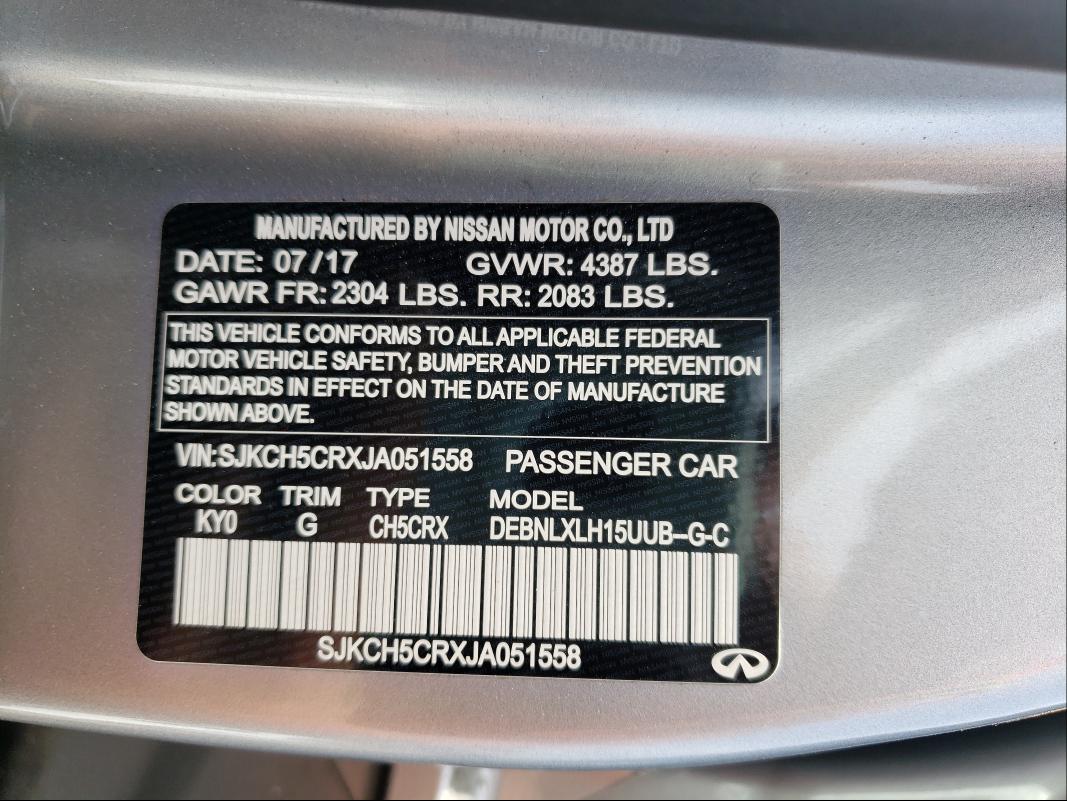 MANUFACTURED BY NISSAN MOTOR CO., LTD
DATE: 07/17 GVWR: 4387 LBS.
GAWR FR: 2304 LBS. RR: 2083 LBS.
THIS VEHICLE CONFORMS TO ALL APPLICABLE FEDERAL
MOTOR VEHICLE SAFETY, BUMPER AND THEFT PREVENTION
STANDARDS IN EFFECT ON THE DATE OF MANUFACTURE
SHOWN ABOVE.
VIN:SJKCH5CRXJA051558 PASSENGER CAR
COLOR TRIM TYPE MODEL
KY0 G CH5CRX DEBNLXLH15UUB-G-C
SJKCH5CRXJA051558